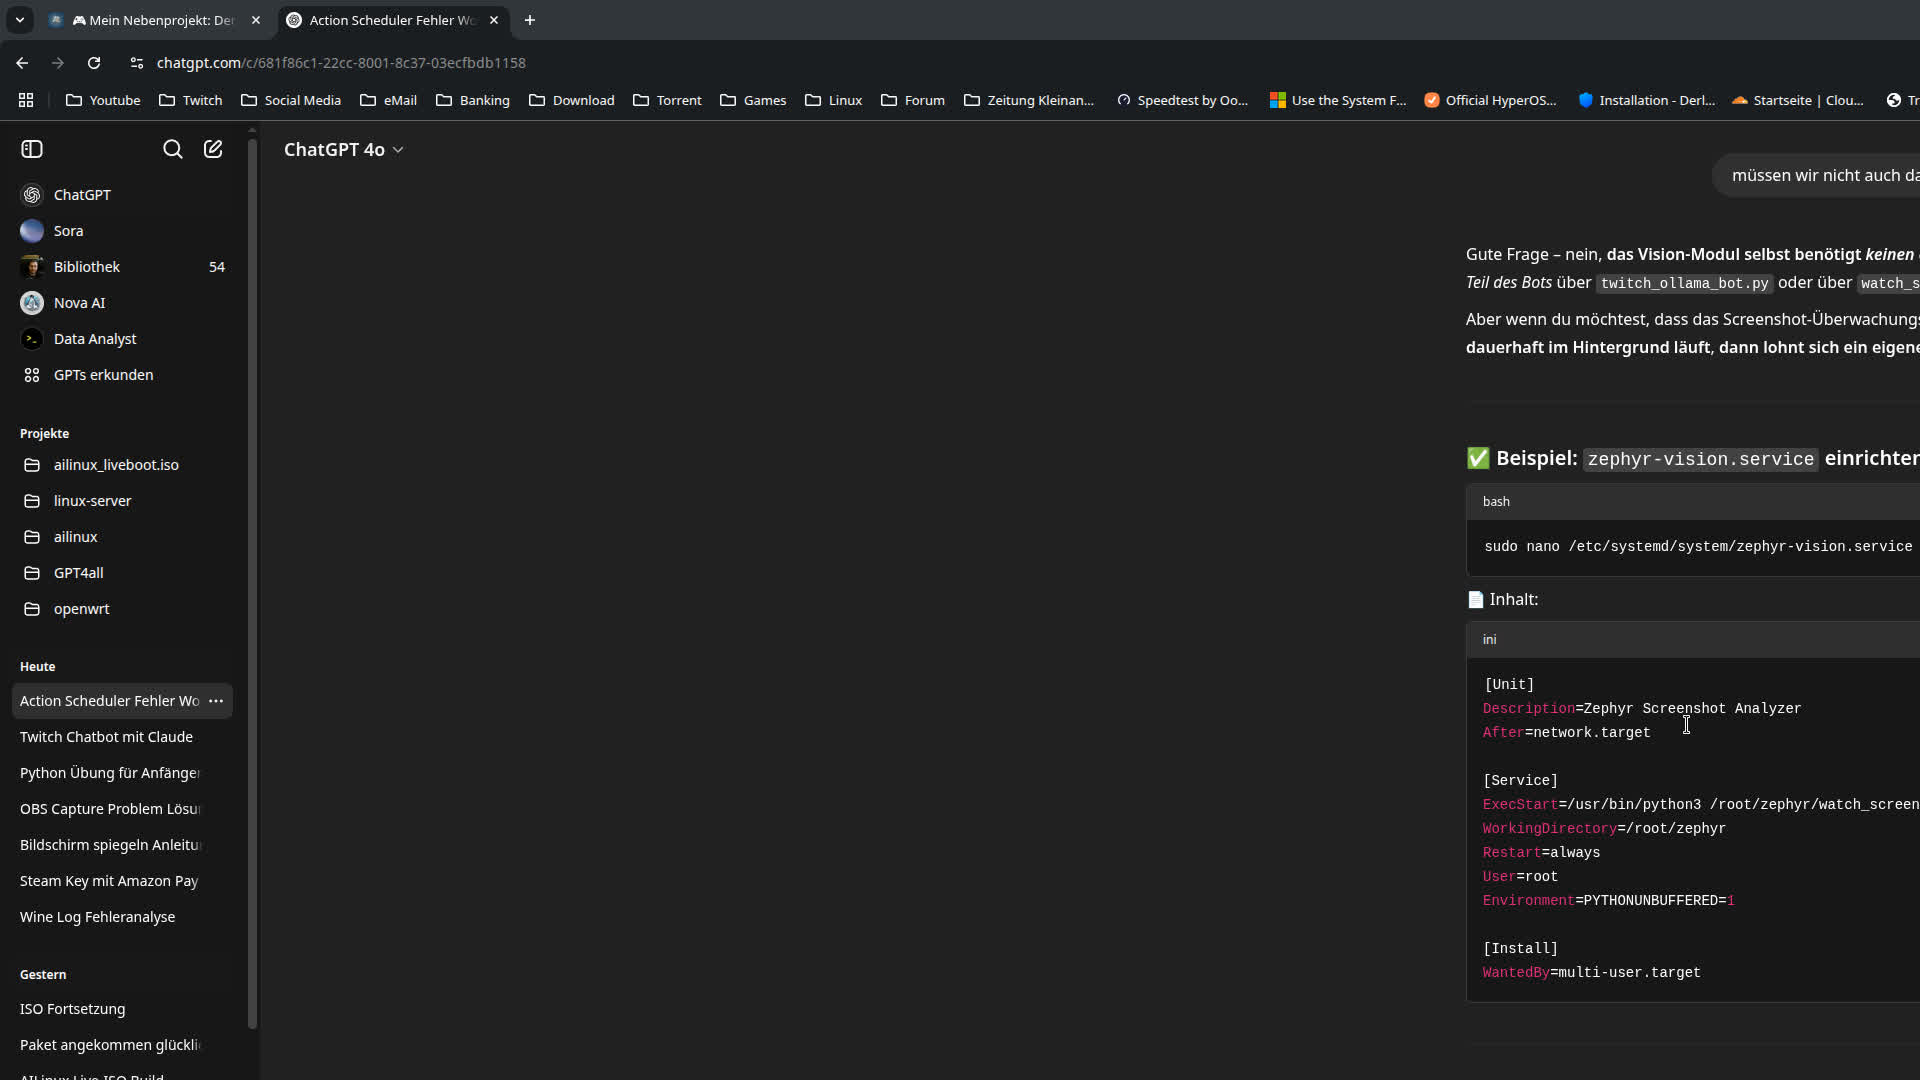 🎮 Mein Nebenprojekt: Der
Action Scheduler Fehler Wo
chatgpt.com/c/681f86c1-22cc-8001-8c37-03ecfbdb1158
Youtube
Twitch
Social Media
eMail
Banking
Download
Torrent
Games
Linux
Forum
Zeitung Kleinan...
Speedtest by Oo...
Use the System F...
Official HyperOS...
Installation - Derl...
Startseite | Clou...
Tr
ChatGPT
Sora
Bibliothek 54
Nova AI
Data Analyst
GPTs erkunden
Projekte
ailinux_liveboot.iso
linux-server
ailinux
GPT4all
openwrt
Heute
Action Scheduler Fehler Wo
Twitch Chatbot mit Claude
Python Übung für Anfänger
OBS Capture Problem Lösu
Bildschirm spiegeln Anleitu
Steam Key mit Amazon Pay
Wine Log Fehleranalyse
Gestern
ISO Fortsetzung
Paket angekommen glückli
AILinux Live ISO Build
ChatGPT 4o
müssen wir nicht auch da
Gute Frage – nein, das Vision-Modul selbst benötigt keinen
Teil des Bots über twitch_ollama_bot.py oder über watch_s
Aber wenn du möchtest, dass das Screenshot-Überwachungs
dauerhaft im Hintergrund läuft, dann lohnt sich ein eigene
✅ Beispiel: zephyr-vision.service einrichten
bash
sudo nano /etc/systemd/system/zephyr-vision.service
📄 Inhalt:
ini
[Unit]
Description=Zephyr Screenshot Analyzer
After=network.target
[Service]
ExecStart=/usr/bin/python3 /root/zephyr/watch_screen
WorkingDirectory=/root/zephyr
Restart=always
User=root
Environment=PYTHONUNBUFFERED=1
[Install]
WantedBy=multi-user.target